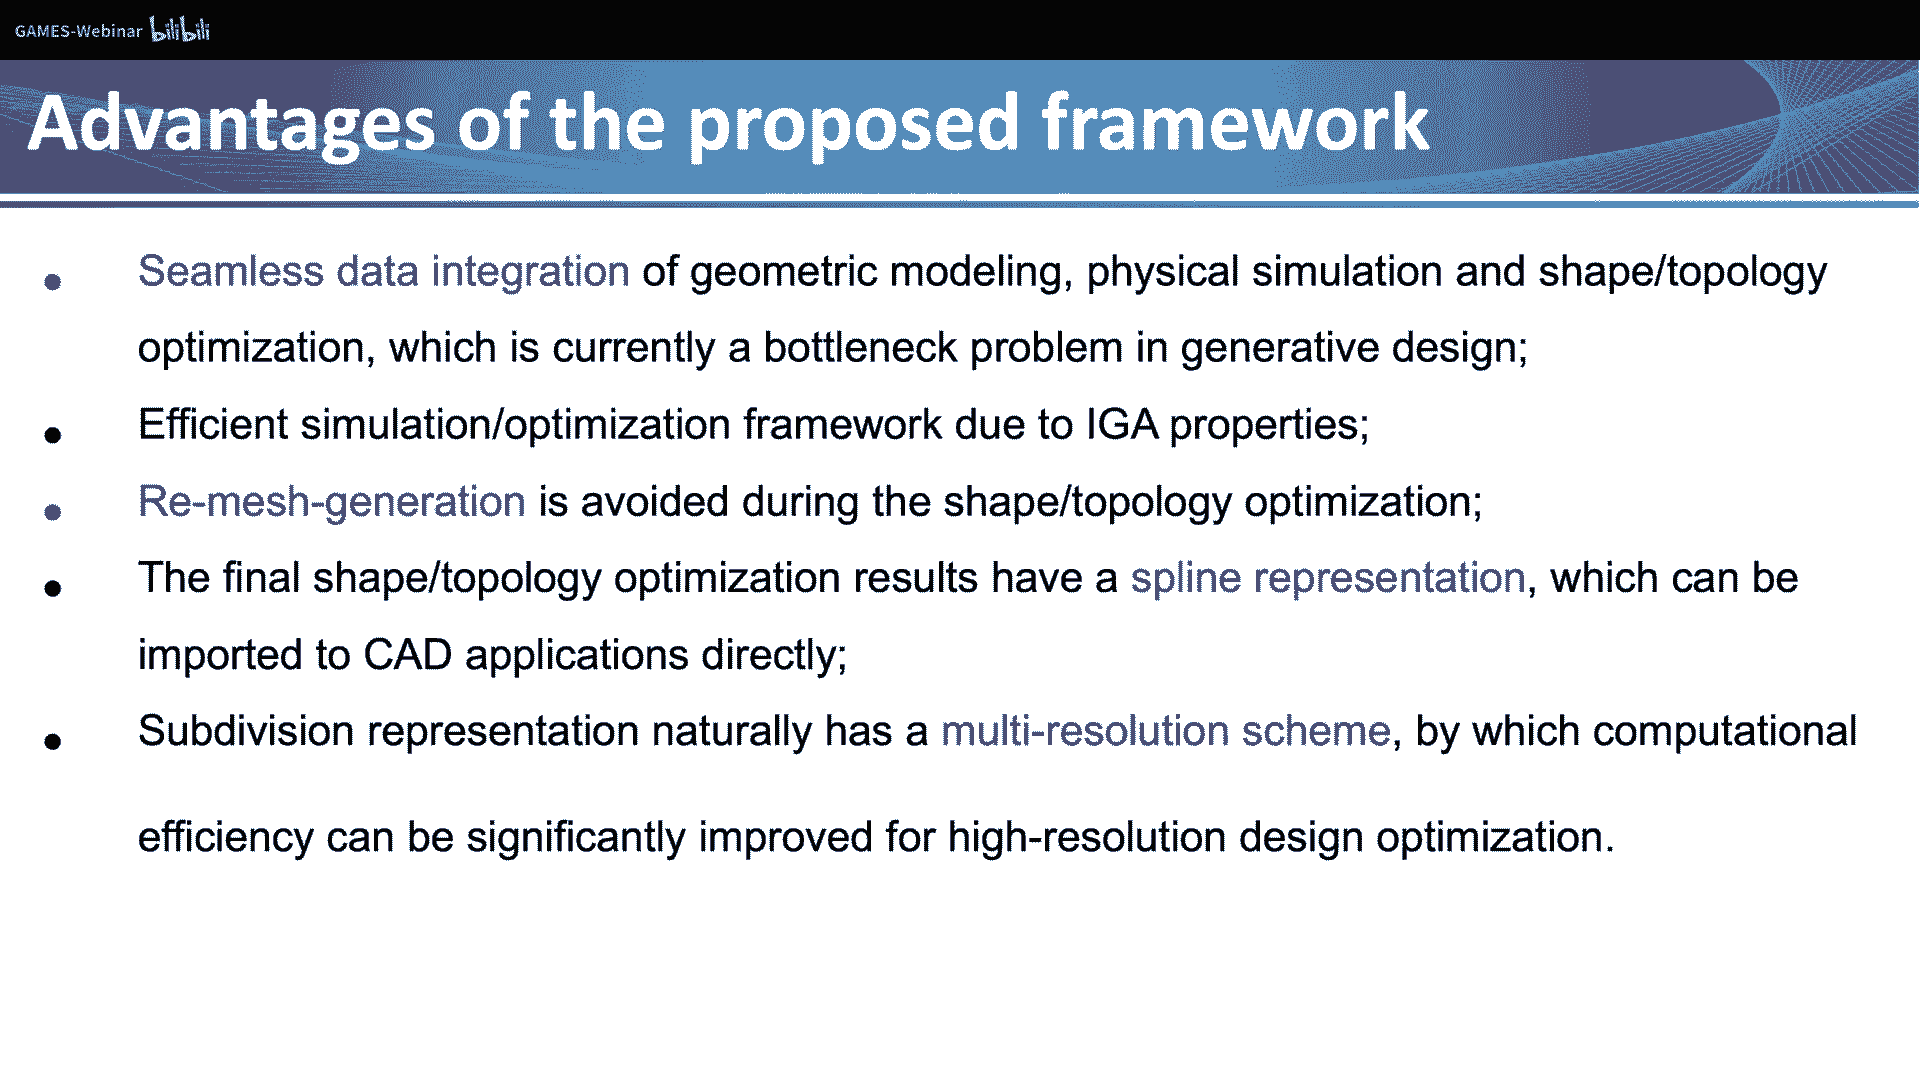 GAMES-Webinar bilibili
Advantages of the proposed framework
• Seamless data integration of geometric modeling, physical simulation and shape/topology
optimization, which is currently a bottleneck problem in generative design;
• Efficient simulation/optimization framework due to IGA properties;
• Re-mesh-generation is avoided during the shape/topology optimization;
• The final shape/topology optimization results have a spline representation, which can be
imported to CAD applications directly;
• Subdivision representation naturally has a multi-resolution scheme, by which computational
efficiency can be significantly improved for high-resolution design optimization.